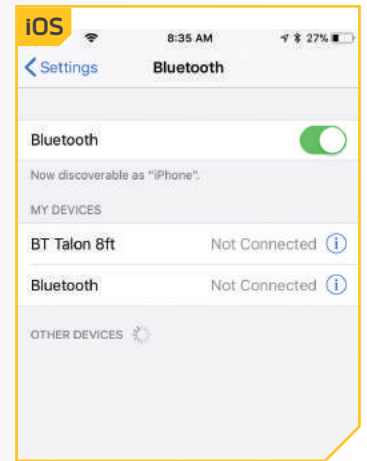 iOS
8:35 AM 27%
Settings Bluetooth
Bluetooth
Now discoverable as "iPhone".
MY DEVICES
BT Talon 8ft Not Connected
Bluetooth Not Connected
OTHER DEVICES